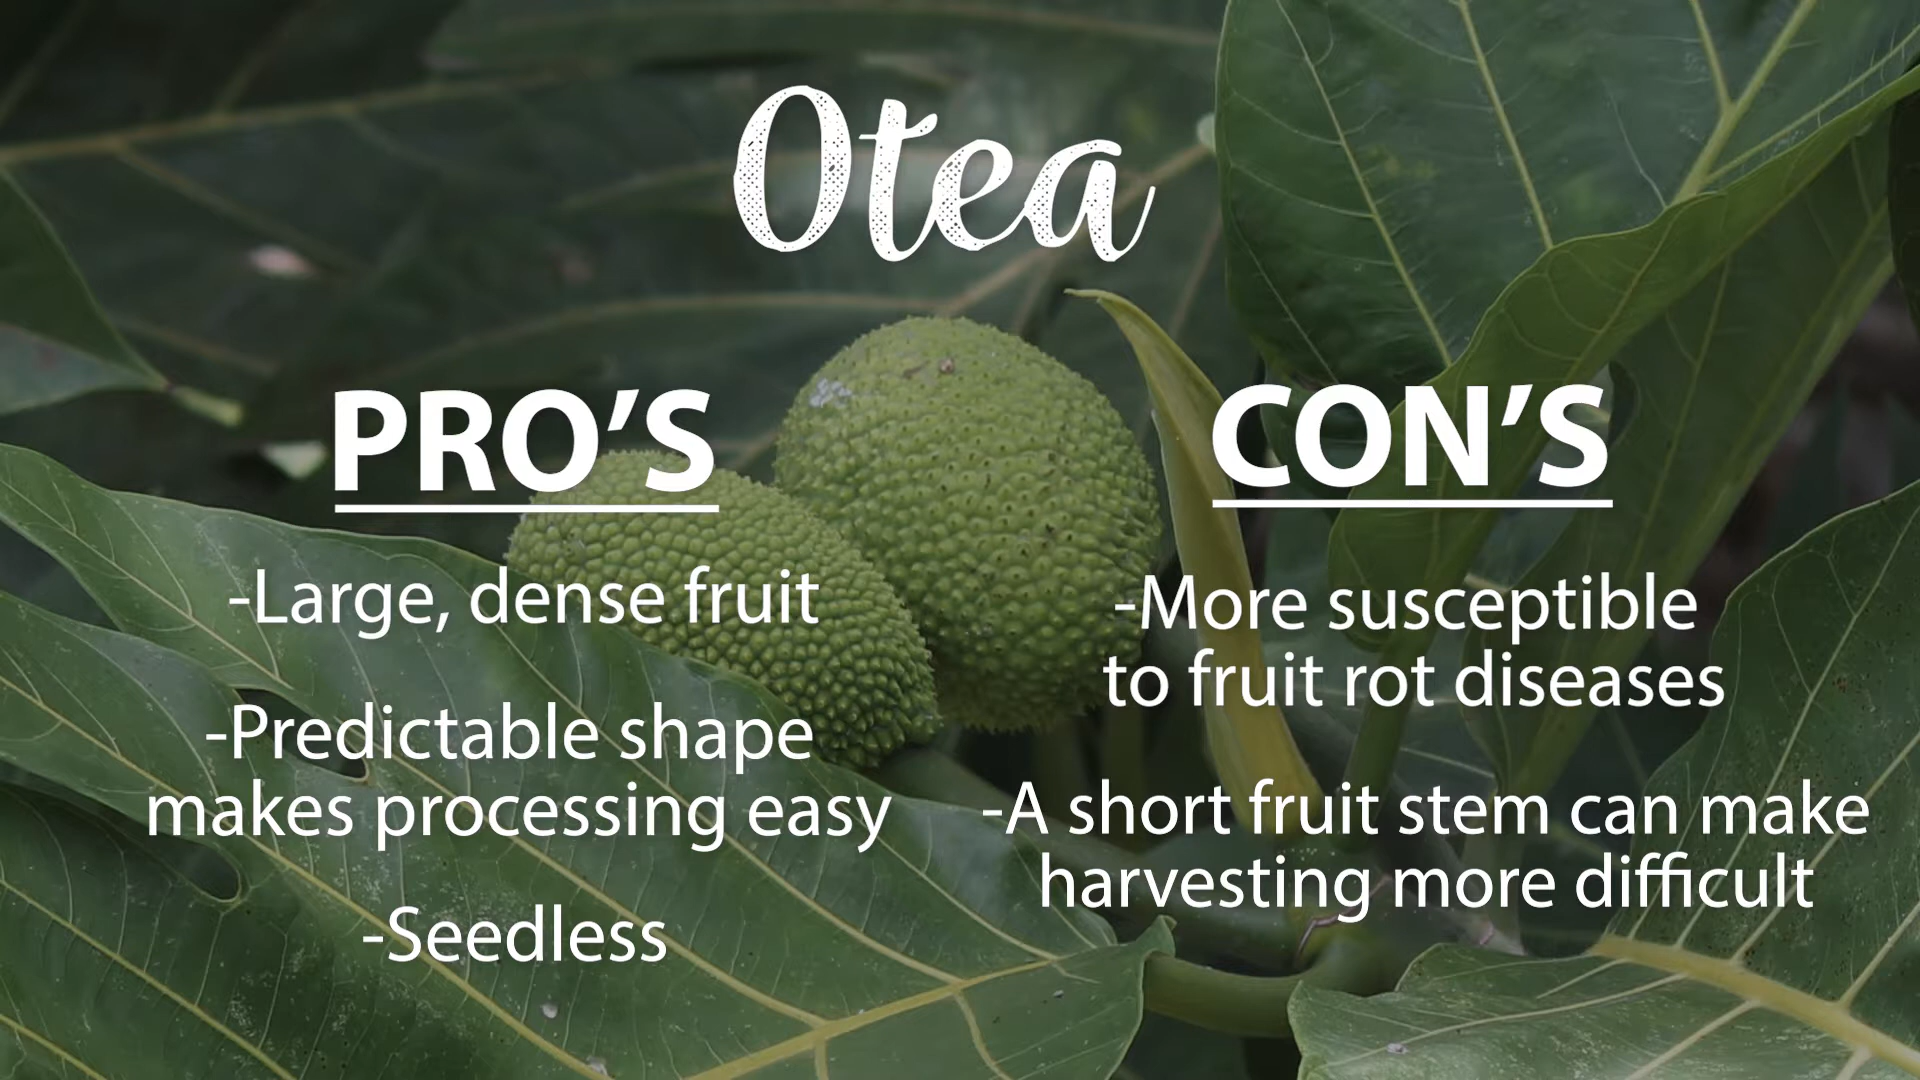 Otea
PRO’S
-Large, dense fruit
-Predictable shape
makes processing easy
-Seedless
CON’S
-More susceptible
to fruit rot diseases
-A short fruit stem can make
harvesting more difficult